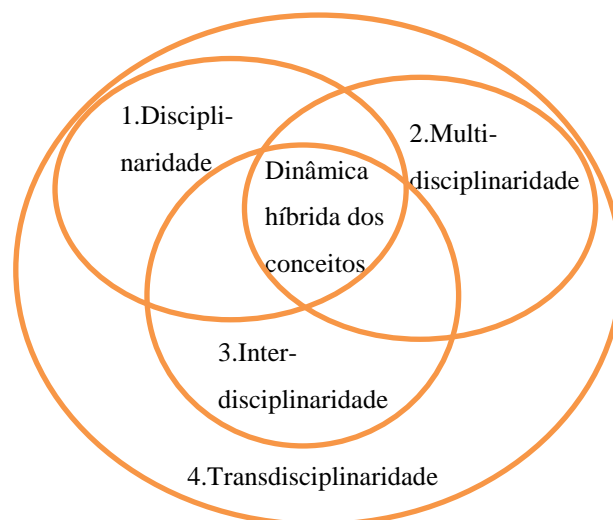 1.Discipli-
naridade
2.Multi-
disciplinaridade
Dinâmica
híbrida dos
conceitos
3.Inter-
disciplinaridade
4.Transdisciplinaridade